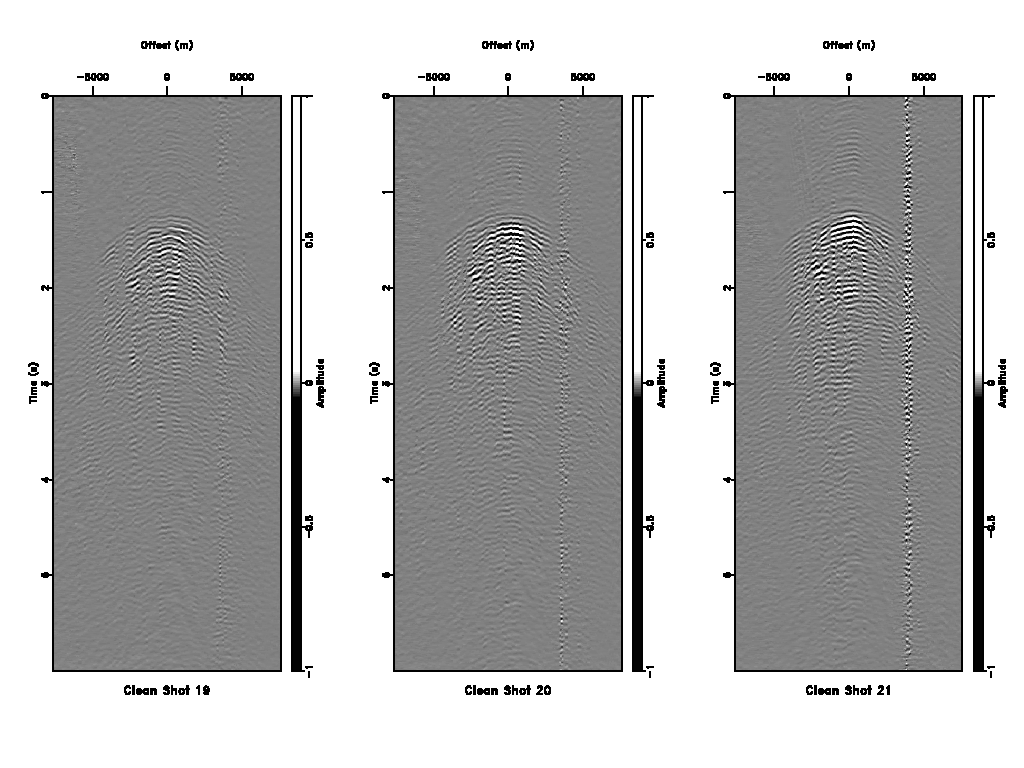 Offset (m) Offset (m) Offset (m)
−5000 0 5000 −5000 0 5000 −5000 0 5000
0 0 0
1 1 1
1 1 1
0.5 0.5 0.5
2 2 2
Time (s) Time (s) Time (s)
3 0 Amplitude 3 0 Amplitude 3 0 Amplitude
4 4 4
−0.5 −0.5 −0.5
5 5 5
−1 −1 −1
Clean Shot 19 Clean Shot 20 Clean Shot 21